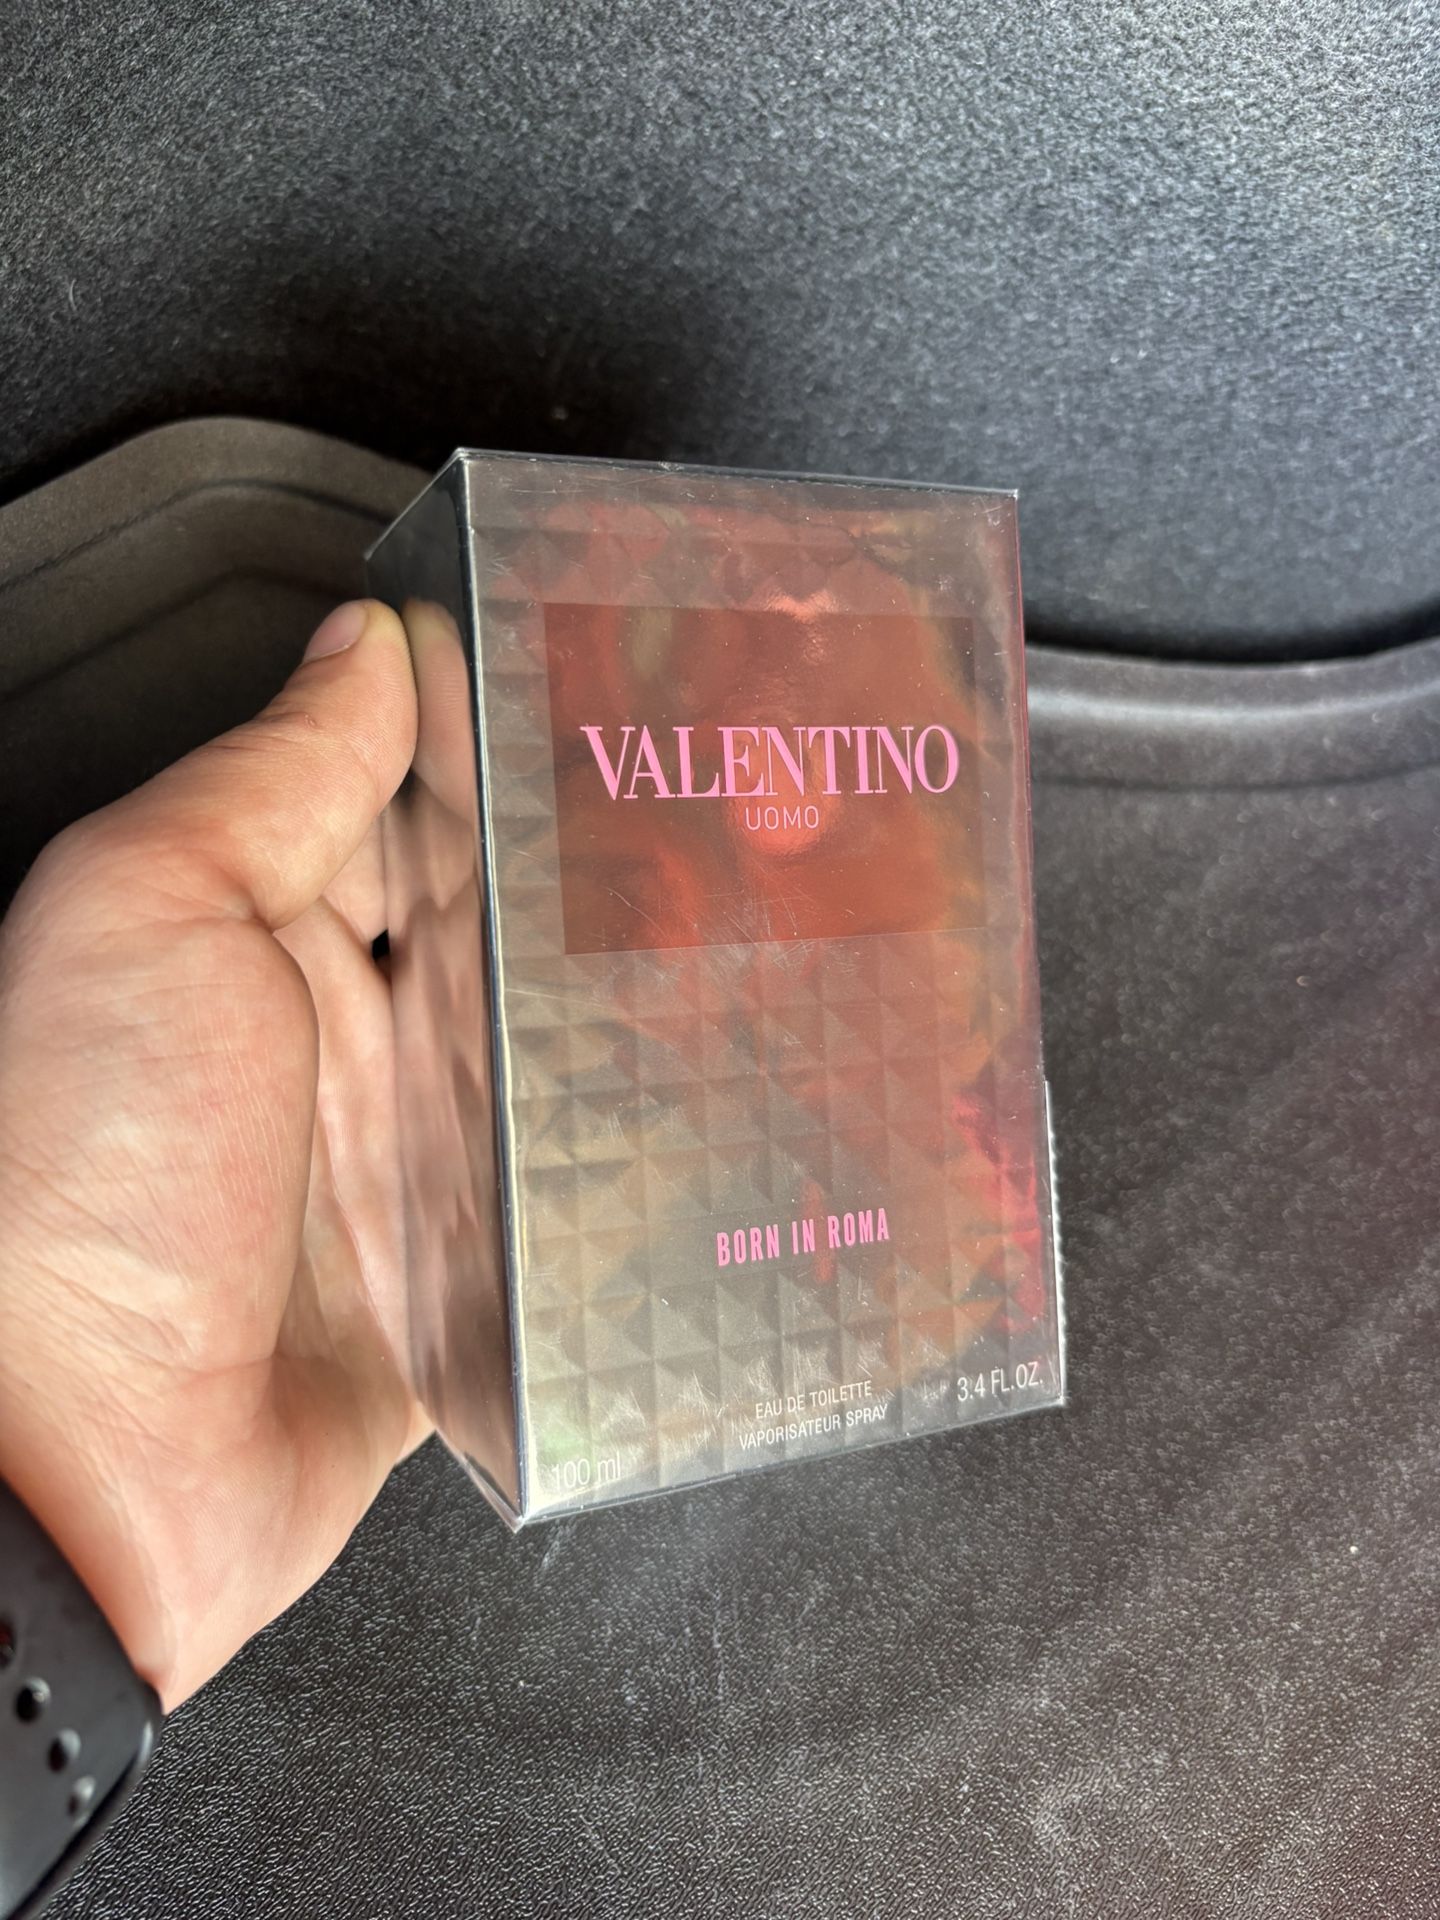 VALENTINO
UOMO
BORN IN ROMA
EAU DE TOILETTE
VAPORISATEUR SPRAY
3.4 FL.OZ.
100 ml